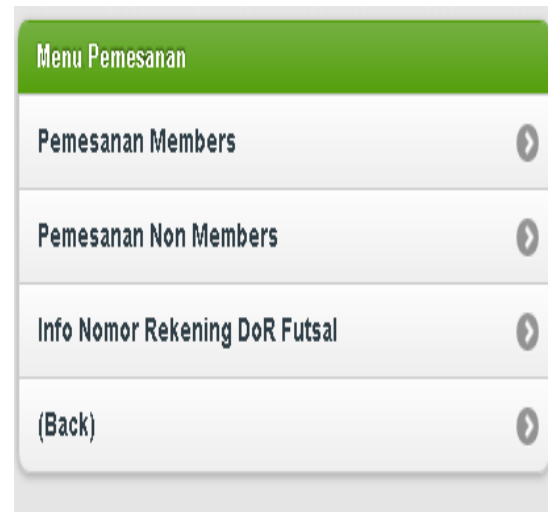 Menu Pemesanan
Pemesanan Members
Pemesanan Non Members
Info Nomor Rekening DoR Futsal
(Back)